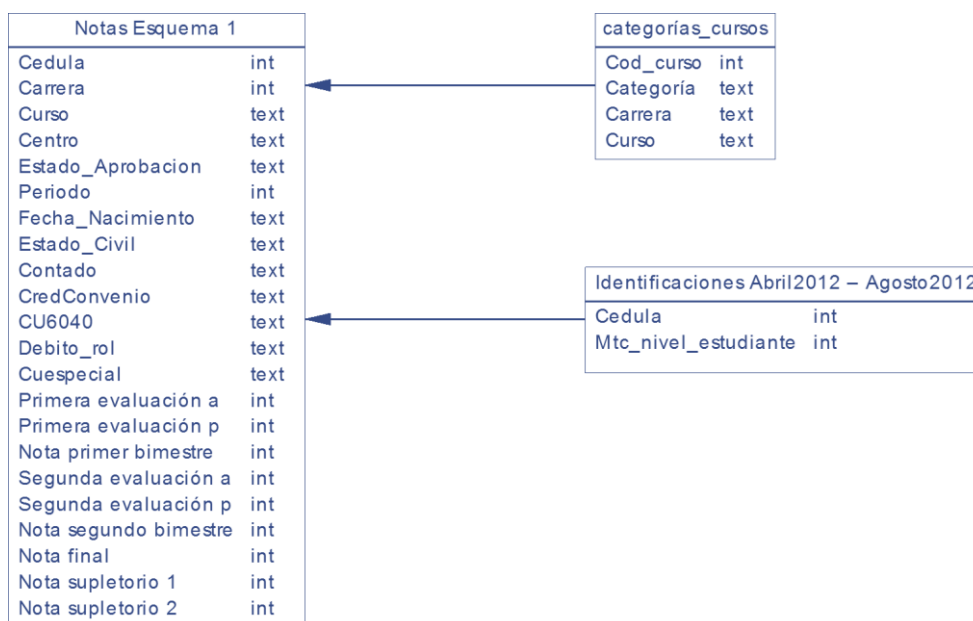 Notas Esquema 1
Cedula int
Carrera int
Curso text
Centro text
Estado_Aprobacion text
Periodo int
Fecha_Nacimiento text
Estado_Civil text
Contado text
CredConvenio text
CU6040 text
Debito_rol text
Cuespecial text
Primera evaluación a int
Primera evaluación p int
Nota primer bimestre int
Segunda evaluación a int
Segunda evaluación p int
Nota segundo bimestre int
Nota final int
Nota supletorio 1 int
Nota supletorio 2 int
categorías_cursos
Cod_curso int
Categoría text
Carrera text
Curso text
Identificaciones Abril2012 – Agosto2012
Cedula int
Mtc_nivel_estudiante int